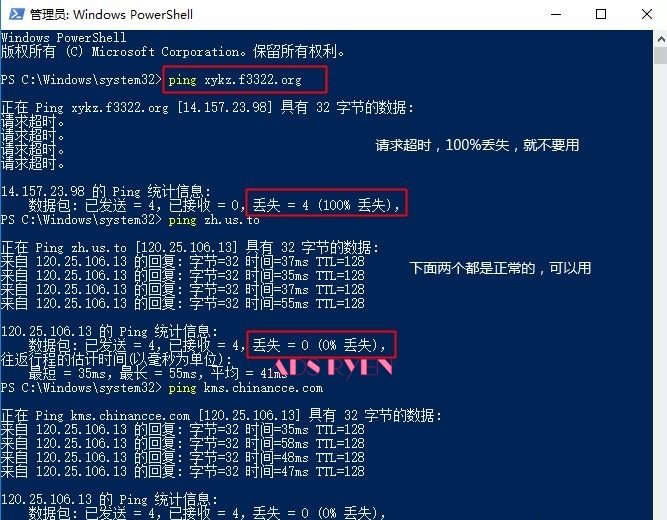 管理员: Windows PowerShell
Windows PowerShell
版权所有 (C) Microsoft Corporation。保留所有权利。
PS C:\Windows\system32> ping xykz.f3322.org
正在 Ping xykz.f3322.org [14.157.23.98] 具有 32 字节的数据:
请求超时。
请求超时。
请求超时。
请求超时。
请求超时，100%丢失，就不要用
14.157.23.98 的 Ping 统计信息:
数据包: 已发送 = 4，已接收 = 0，丢失 = 4 (100% 丢失)，
PS C:\Windows\system32> ping zh.us.to
正在 Ping zh.us.to [120.25.106.13] 具有 32 字节的数据:
来自 120.25.106.13 的回复: 字节=32 时间=37ms TTL=128
来自 120.25.106.13 的回复: 字节=32 时间=35ms TTL=128
来自 120.25.106.13 的回复: 字节=32 时间=37ms TTL=128
来自 120.25.106.13 的回复: 字节=32 时间=55ms TTL=128
下面两个都是正常的，可以用
120.25.106.13 的 Ping 统计信息:
数据包: 已发送 = 4，已接收 = 4，丢失 = 0 (0% 丢失)，
往返行程的估计时间(以毫秒为单位):
最短 = 35ms，最长 = 55ms，平均 = 41ms
ADS RYEN
PS C:\Windows\system32> ping kms.chinancce.com
正在 Ping kms.chinancce.com [120.25.106.13] 具有 32 字节的数据:
来自 120.25.106.13 的回复: 字节=32 时间=35ms TTL=128
来自 120.25.106.13 的回复: 字节=32 时间=58ms TTL=128
来自 120.25.106.13 的回复: 字节=32 时间=48ms TTL=128
来自 120.25.106.13 的回复: 字节=32 时间=47ms TTL=128
120.25.106.13 的 Ping 统计信息:
数据包: 已发送 = 4，已接收 = 4，丢失 = 0 (0% 丢失)，